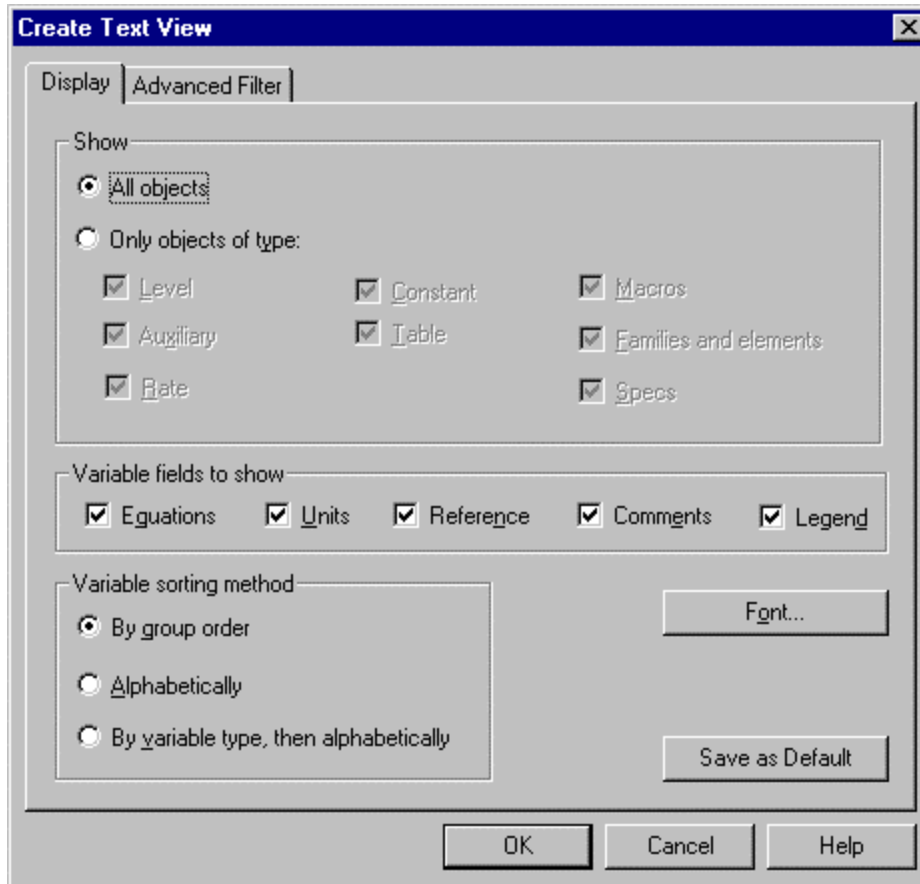 Create Text View
Display
Advanced Filter
Show
All objects
Only objects of type:
Level
Constant
Macros
Auxiliary
Table
Families and elements
Rate
Specs
Variable fields to show
Equations
Units
Reference
Comments
Legend
Variable sorting method
By group order
Alphabetically
By variable type, then alphabetically
Font...
Save as Default
OK
Cancel
Help